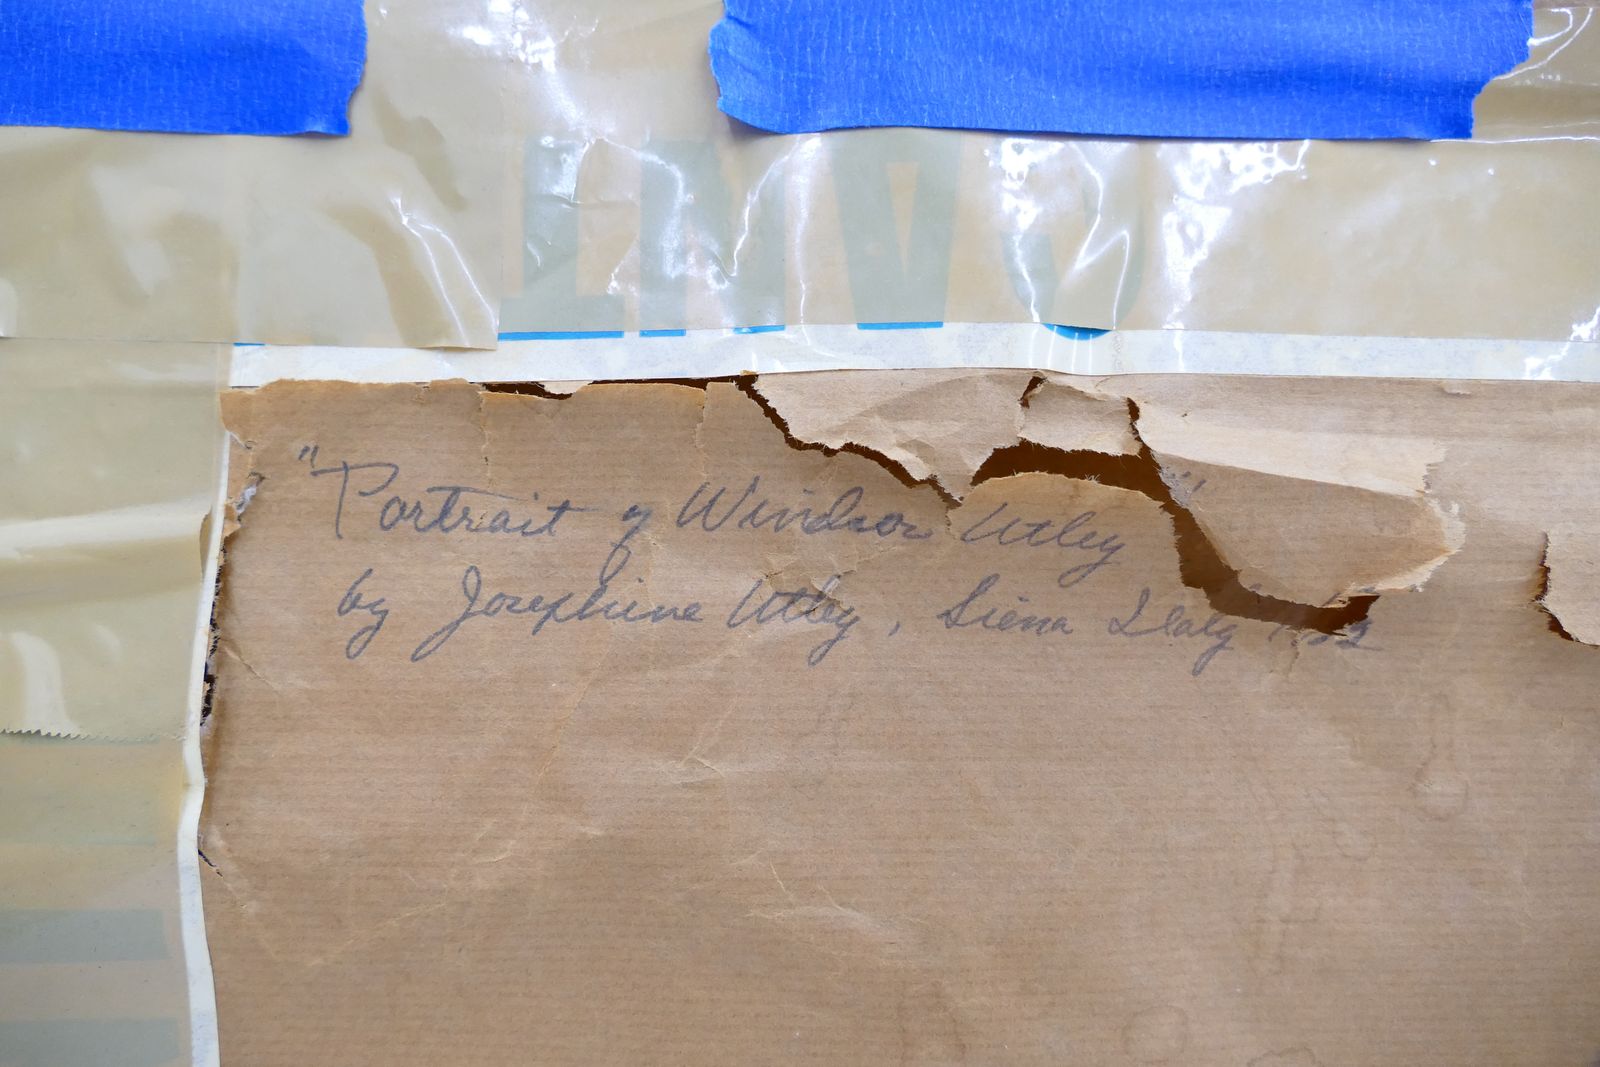 "Portrait of Windsor Utley"
by Josephine Utley, Siena Italy